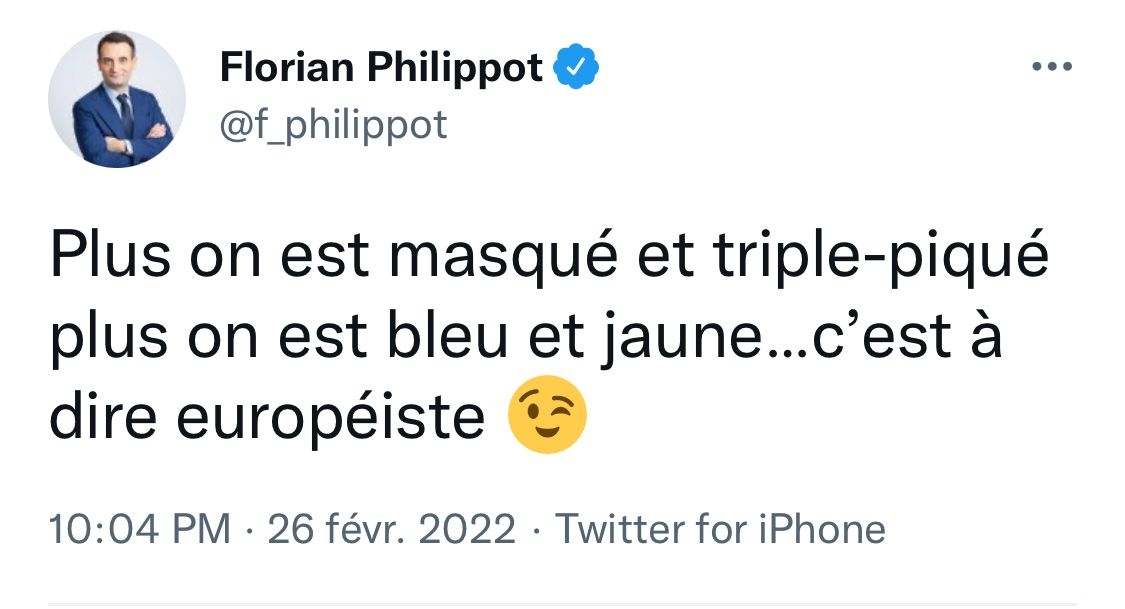 Florian Philippot
@f_philippot
Plus on est masqué et triple-piqué
plus on est bleu et jaune...c’est à
dire européiste 😉
10:04 PM · 26 févr. 2022 · Twitter for iPhone